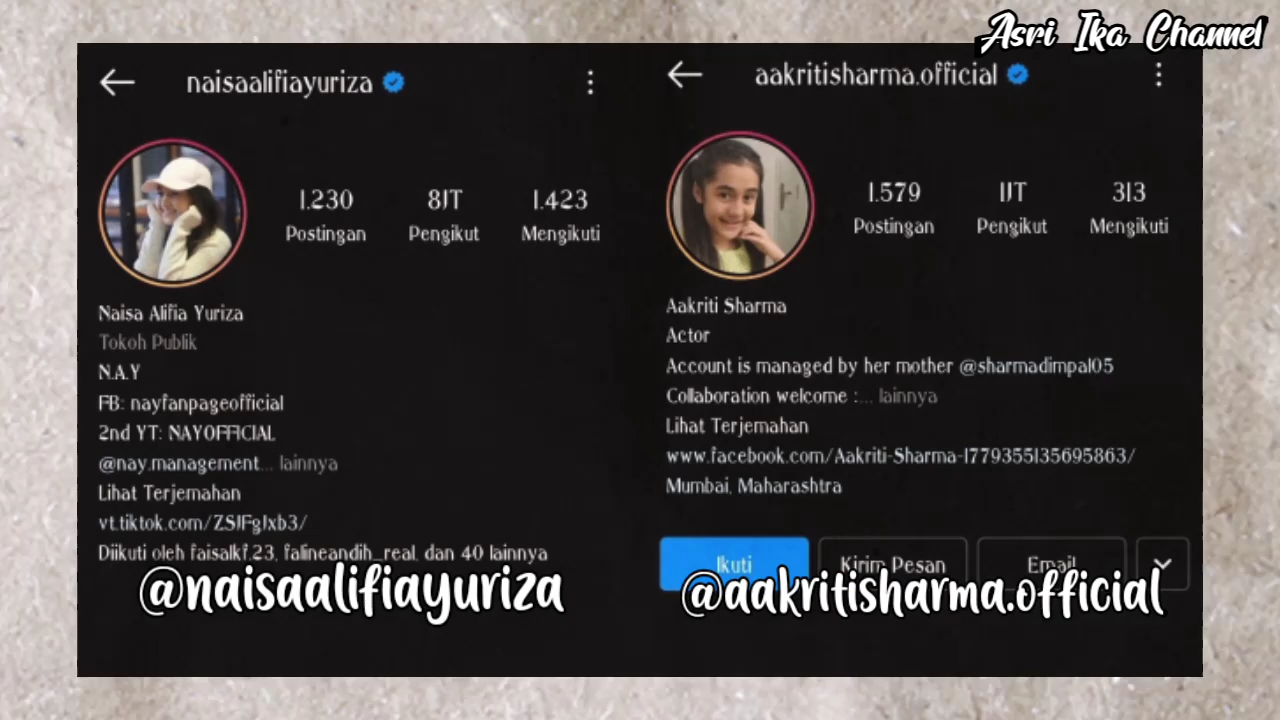 Asri Ika Channel
naisaalifiayuriza
1.230 8JT 1.423
Postingan Pengikut Mengikuti
Naisa Alifia Yuriza
Tokoh Publik
N.A.Y
FB: nayfanpageofficial
2nd YT: NAYOFFICIAL
@nay.management... lainnya
Lihat Terjemahan
vt.tiktok.com/ZSJFgJxb3/
Diikuti oleh faisalkf.23, falineandih_real, dan 40 lainnya
@naisaalifiayuriza
aakritisharma.official
1.579 1JT 313
Postingan Pengikut Mengikuti
Aakriti Sharma
Actor
Account is managed by her mother @sharmadimpal05
Collaboration welcome :... lainnya
Lihat Terjemahan
www.facebook.com/Aakriti-Sharma-1779355135695863/
Mumbai, Maharashtra
Ikuti Kirim Pesan Email
@aakritisharma.official